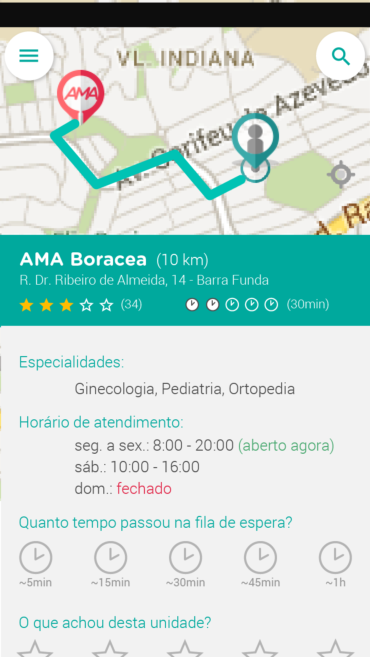 VL. INDIANA
AMA
Av. Corifeu de Azeve
AMA Boracea (10 km)
R. Dr. Ribeiro de Almeida, 14 - Barra Funda
(34) (30min)
Especialidades:
Ginecologia, Pediatria, Ortopedia
Horário de atendimento:
seg. a sex.: 8:00 - 20:00 (aberto agora)
sáb.: 10:00 - 16:00
dom.: fechado
Quanto tempo passou na fila de espera?
~5min ~15min ~30min ~45min ~1h
O que achou desta unidade?